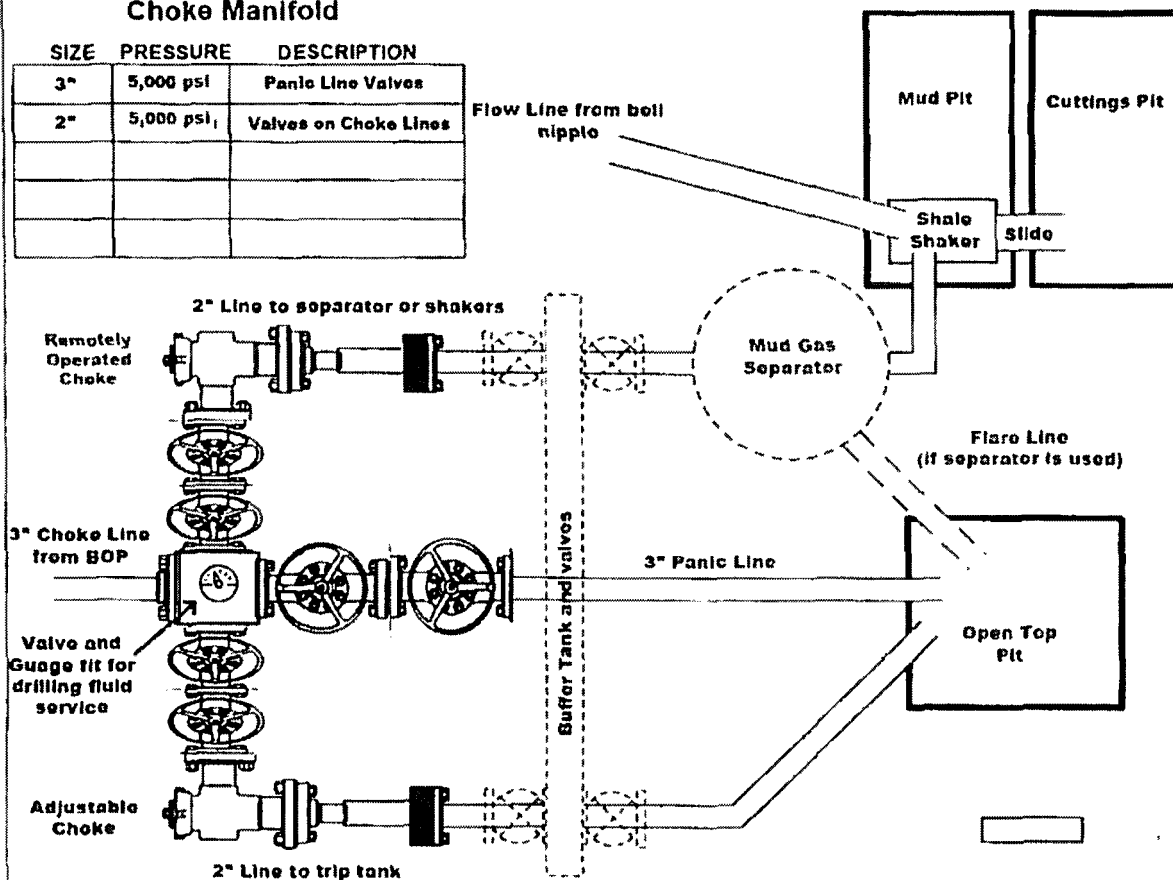 Choke Manifold
SIZE PRESSURE DESCRIPTION
3" 5,000 psi Panic Line Valves
2" 5,000 psi Valves on Choke Lines
Flow Line from bell
nipple
Mud Pit
Cuttings Pit
Shale
Shaker
Slide
2" Line to separator or shakers
Remotely
Operated
Choke
Mud Gas
Separator
Flare Line
(if separator is used)
3" Choke Line
from BOP
3" Panic Line
Buffer Tank and valves
Open Top
Pit
Valve and
Guage fit for
drilling fluid
service
Adjustable
Choke
2" Line to trip tank